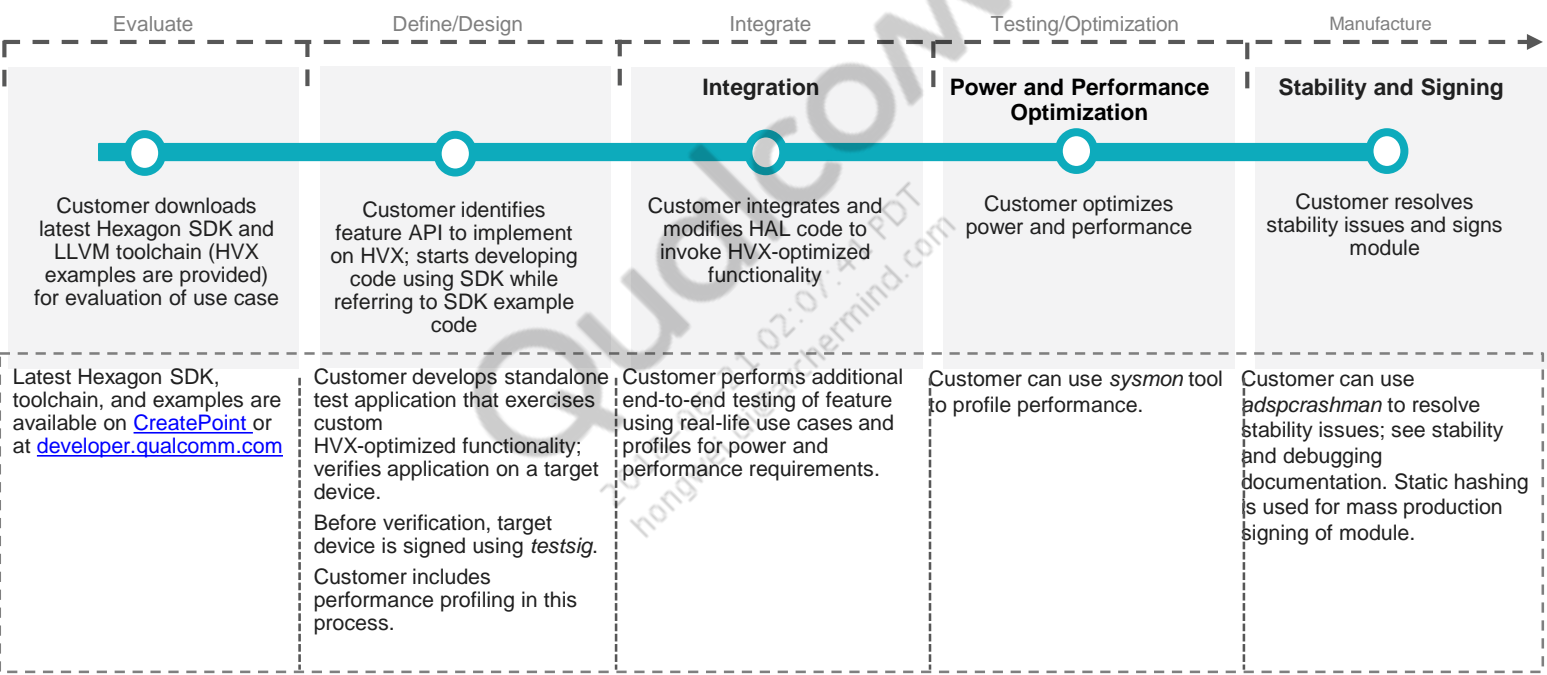 Evaluate
Define/Design
Integrate
Testing/Optimization
Manufacture
Integration
Power and Performance
Optimization
Stability and Signing
Customer downloads
latest Hexagon SDK and
LLVM toolchain (HVX
examples are provided)
for evaluation of use case
Customer identifies
feature API to implement
on HVX; starts developing
code using SDK while
referring to SDK example
code
Customer integrates and
modifies HAL code to
invoke HVX-optimized
functionality
Customer optimizes
power and performance
Customer resolves
stability issues and signs
module
Latest Hexagon SDK,
toolchain, and examples are
available on CreatePoint or
at developer.qualcomm.com
Customer develops standalone
test application that exercises
custom
HVX-optimized functionality;
verifies application on a target
device.
Before verification, target
device is signed using testsig.
Customer includes
performance profiling in this
process.
Customer performs additional
end-to-end testing of feature
using real-life use cases and
profiles for power and
performance requirements.
Customer can use sysmon tool
to profile performance.
Customer can use
adspcrashman to resolve
stability issues; see stability
and debugging
documentation. Static hashing
is used for mass production
signing of module.
Qualcom
PDT